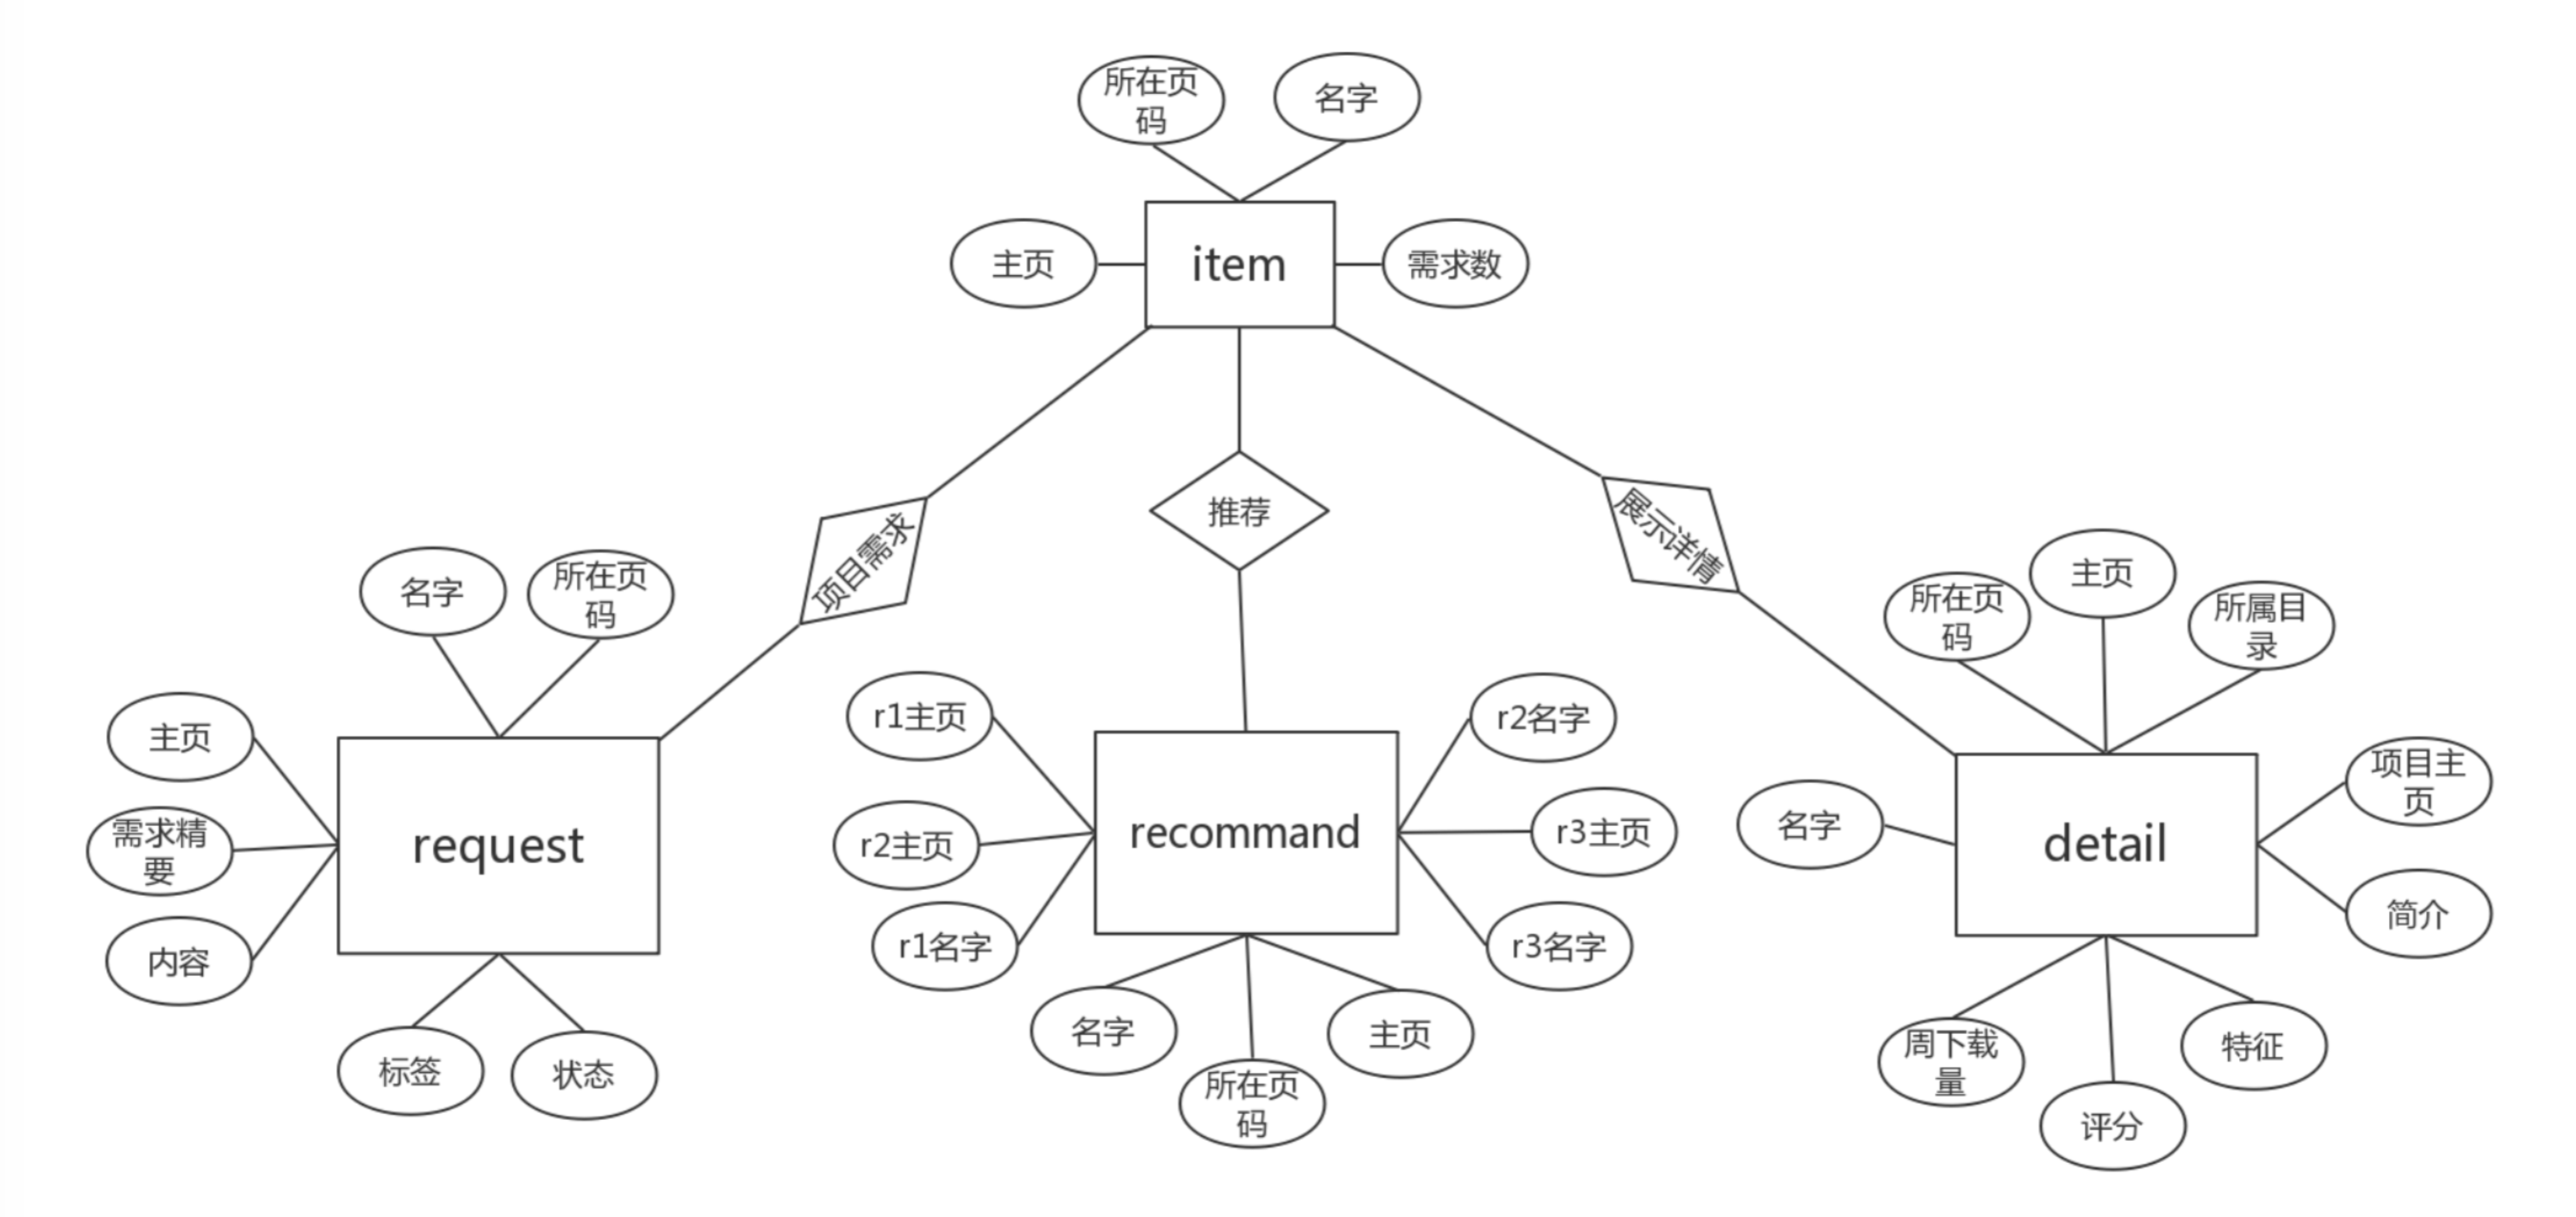 所在页
码
名字
主页
item
需求数
项目需求
推荐
展示详情
名字
所在页
码
主页
需求精
要
内容
request
标签
状态
r1主页
r2主页
r1名字
recommand
r2名字
r3主页
r3名字
名字
所在页
码
主页
所在页
码
主页
所属目
录
名字
detail
项目主
页
简介
周下载
量
评分
特征